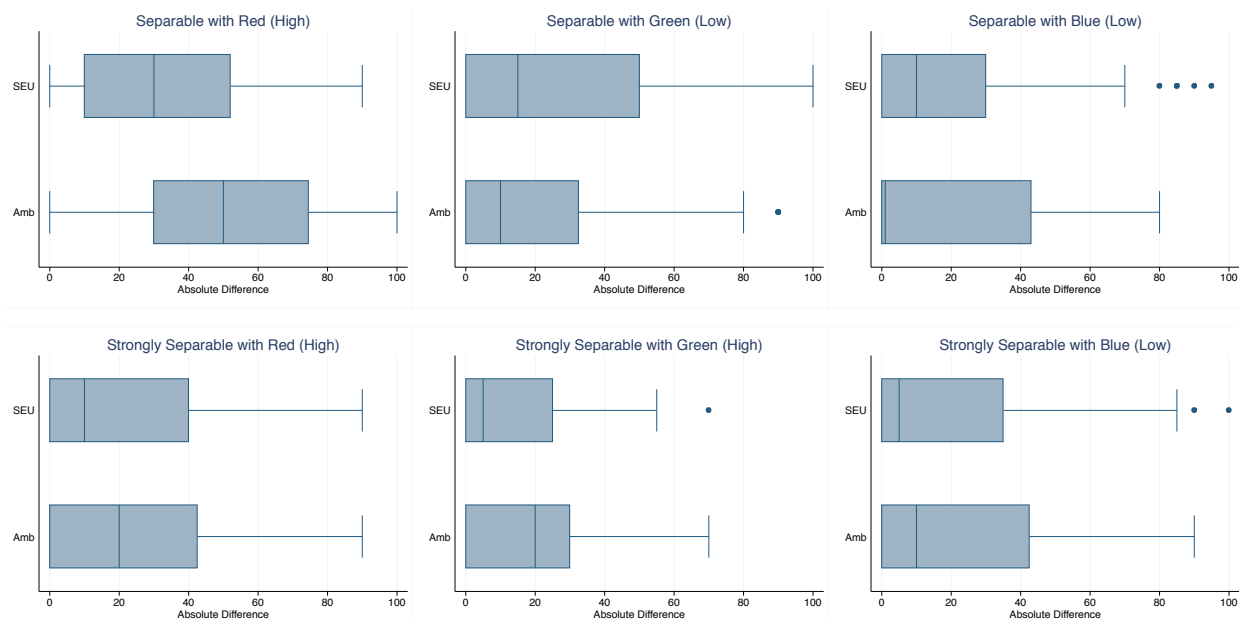 Separable with Red (High)
SEU
Amb
0 20 40 60 80 100
Absolute Difference
Separable with Green (Low)
SEU
Amb
0 20 40 60 80 100
Absolute Difference
Separable with Blue (Low)
SEU
Amb
0 20 40 60 80 100
Absolute Difference
Strongly Separable with Red (High)
SEU
Amb
0 20 40 60 80 100
Absolute Difference
Strongly Separable with Green (High)
SEU
Amb
0 20 40 60 80 100
Absolute Difference
Strongly Separable with Blue (Low)
SEU
Amb
0 20 40 60 80 100
Absolute Difference